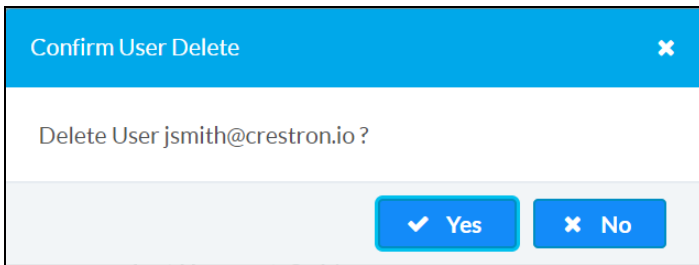 Confirm User Delete
Delete User jsmith@crestron.io ?
Yes No